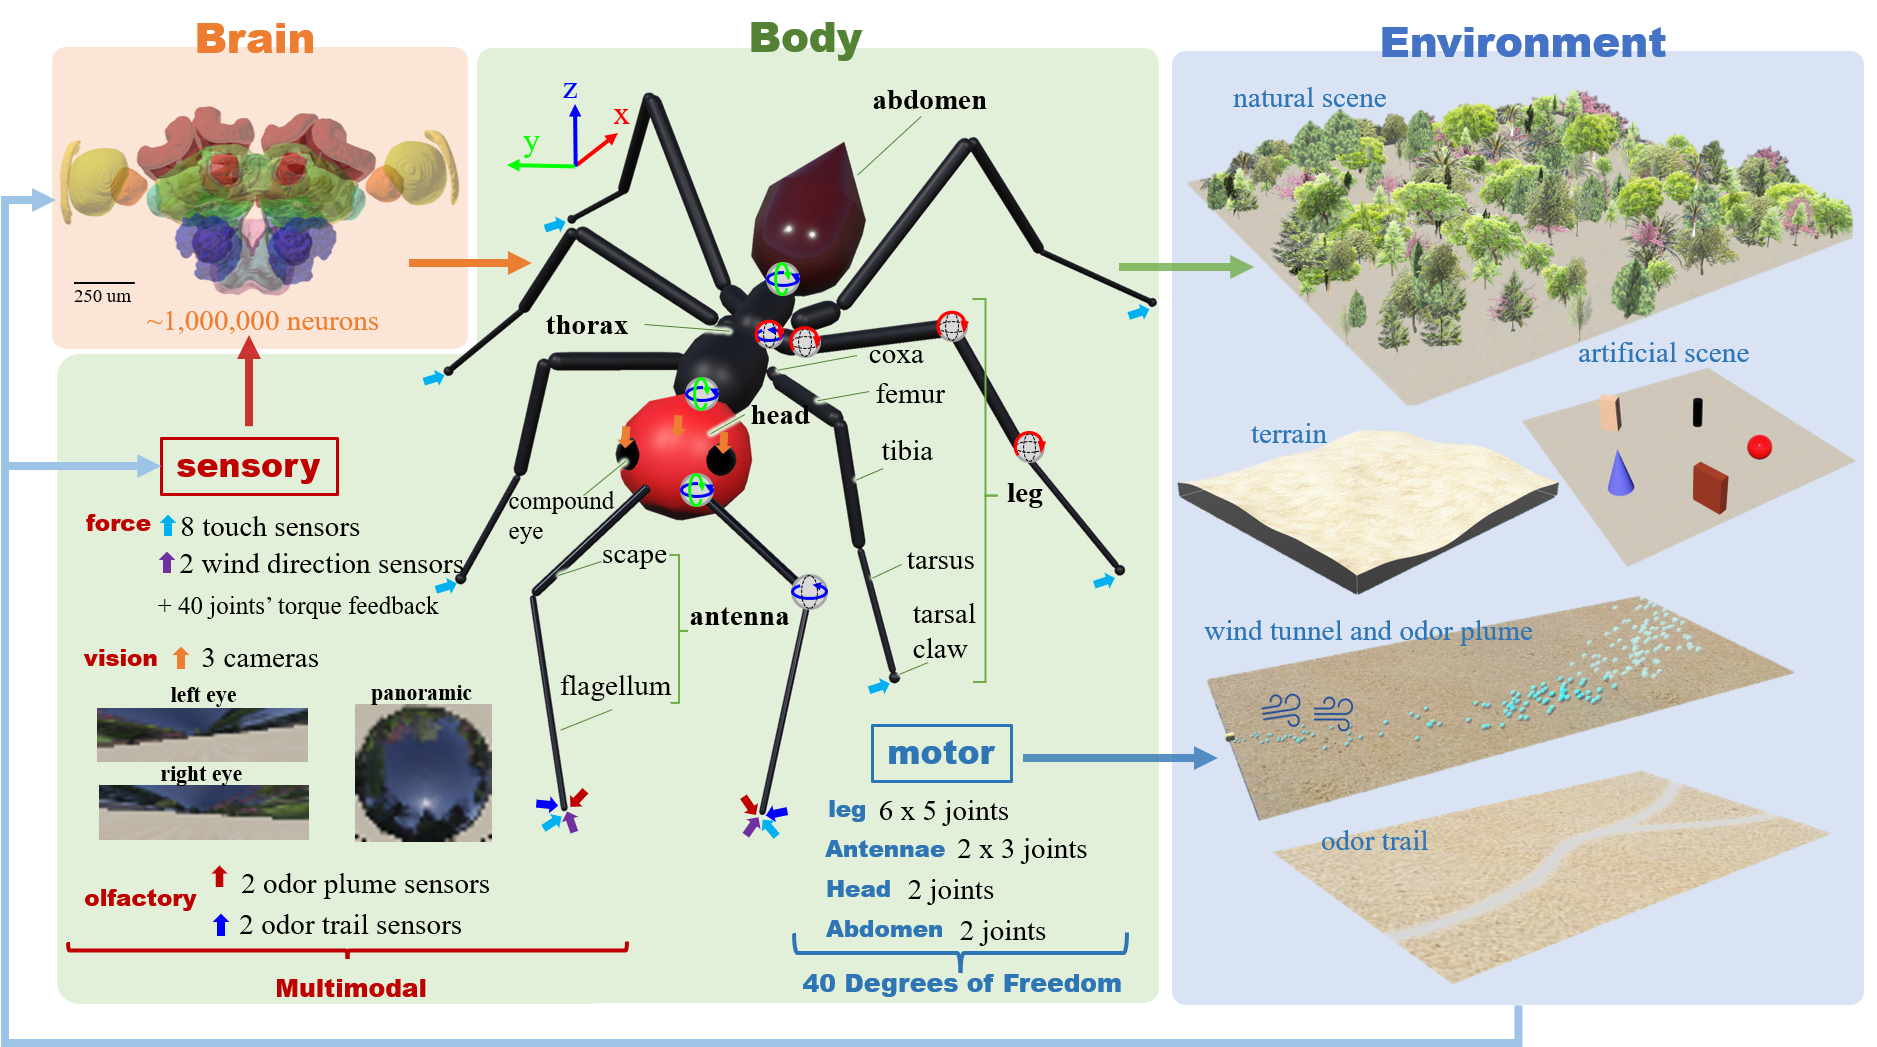 Brain
250 um
~1,000,000 neurons
sensory
force 8 touch sensors
2 wind direction sensors
+ 40 joints’ torque feedback
vision 3 cameras
left eye
right eye
panoramic
olfactory
2 odor plume sensors
2 odor trail sensors
Multimodal
Body
z
x
y
abdomen
thorax
coxa
femur
head
tibia
compound
eye
leg
scape
tarsus
antenna
tarsal
claw
flagellum
motor
leg 6 x 5 joints
Antennae 2 x 3 joints
Head 2 joints
Abdomen 2 joints
40 Degrees of Freedom
Environment
natural scene
artificial scene
terrain
wind tunnel and odor plume
odor trail